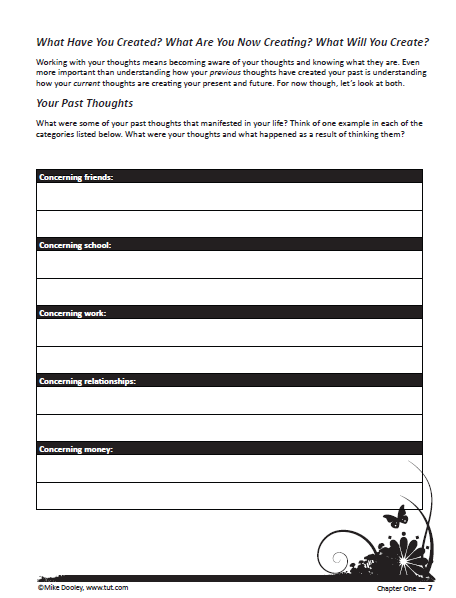 What Have You Created? What Are You Now Creating? What Will You Create?
Working with your thoughts means becoming aware of your thoughts and knowing what they are. Even
more important than understanding how your previous thoughts have created your past is understanding
how your current thoughts are creating your present and future. For now though, let's look at both.
Your Past Thoughts
What were some of your past thoughts that manifested in your life? Think of one example in each of the
categories listed below. What were your thoughts and what happened as a result of thinking them?
Concerning friends:
Concerning school:
Concerning work:
Concerning relationships:
Concerning money:
©Mike Dooley, www.tut.com
Chapter One — 7